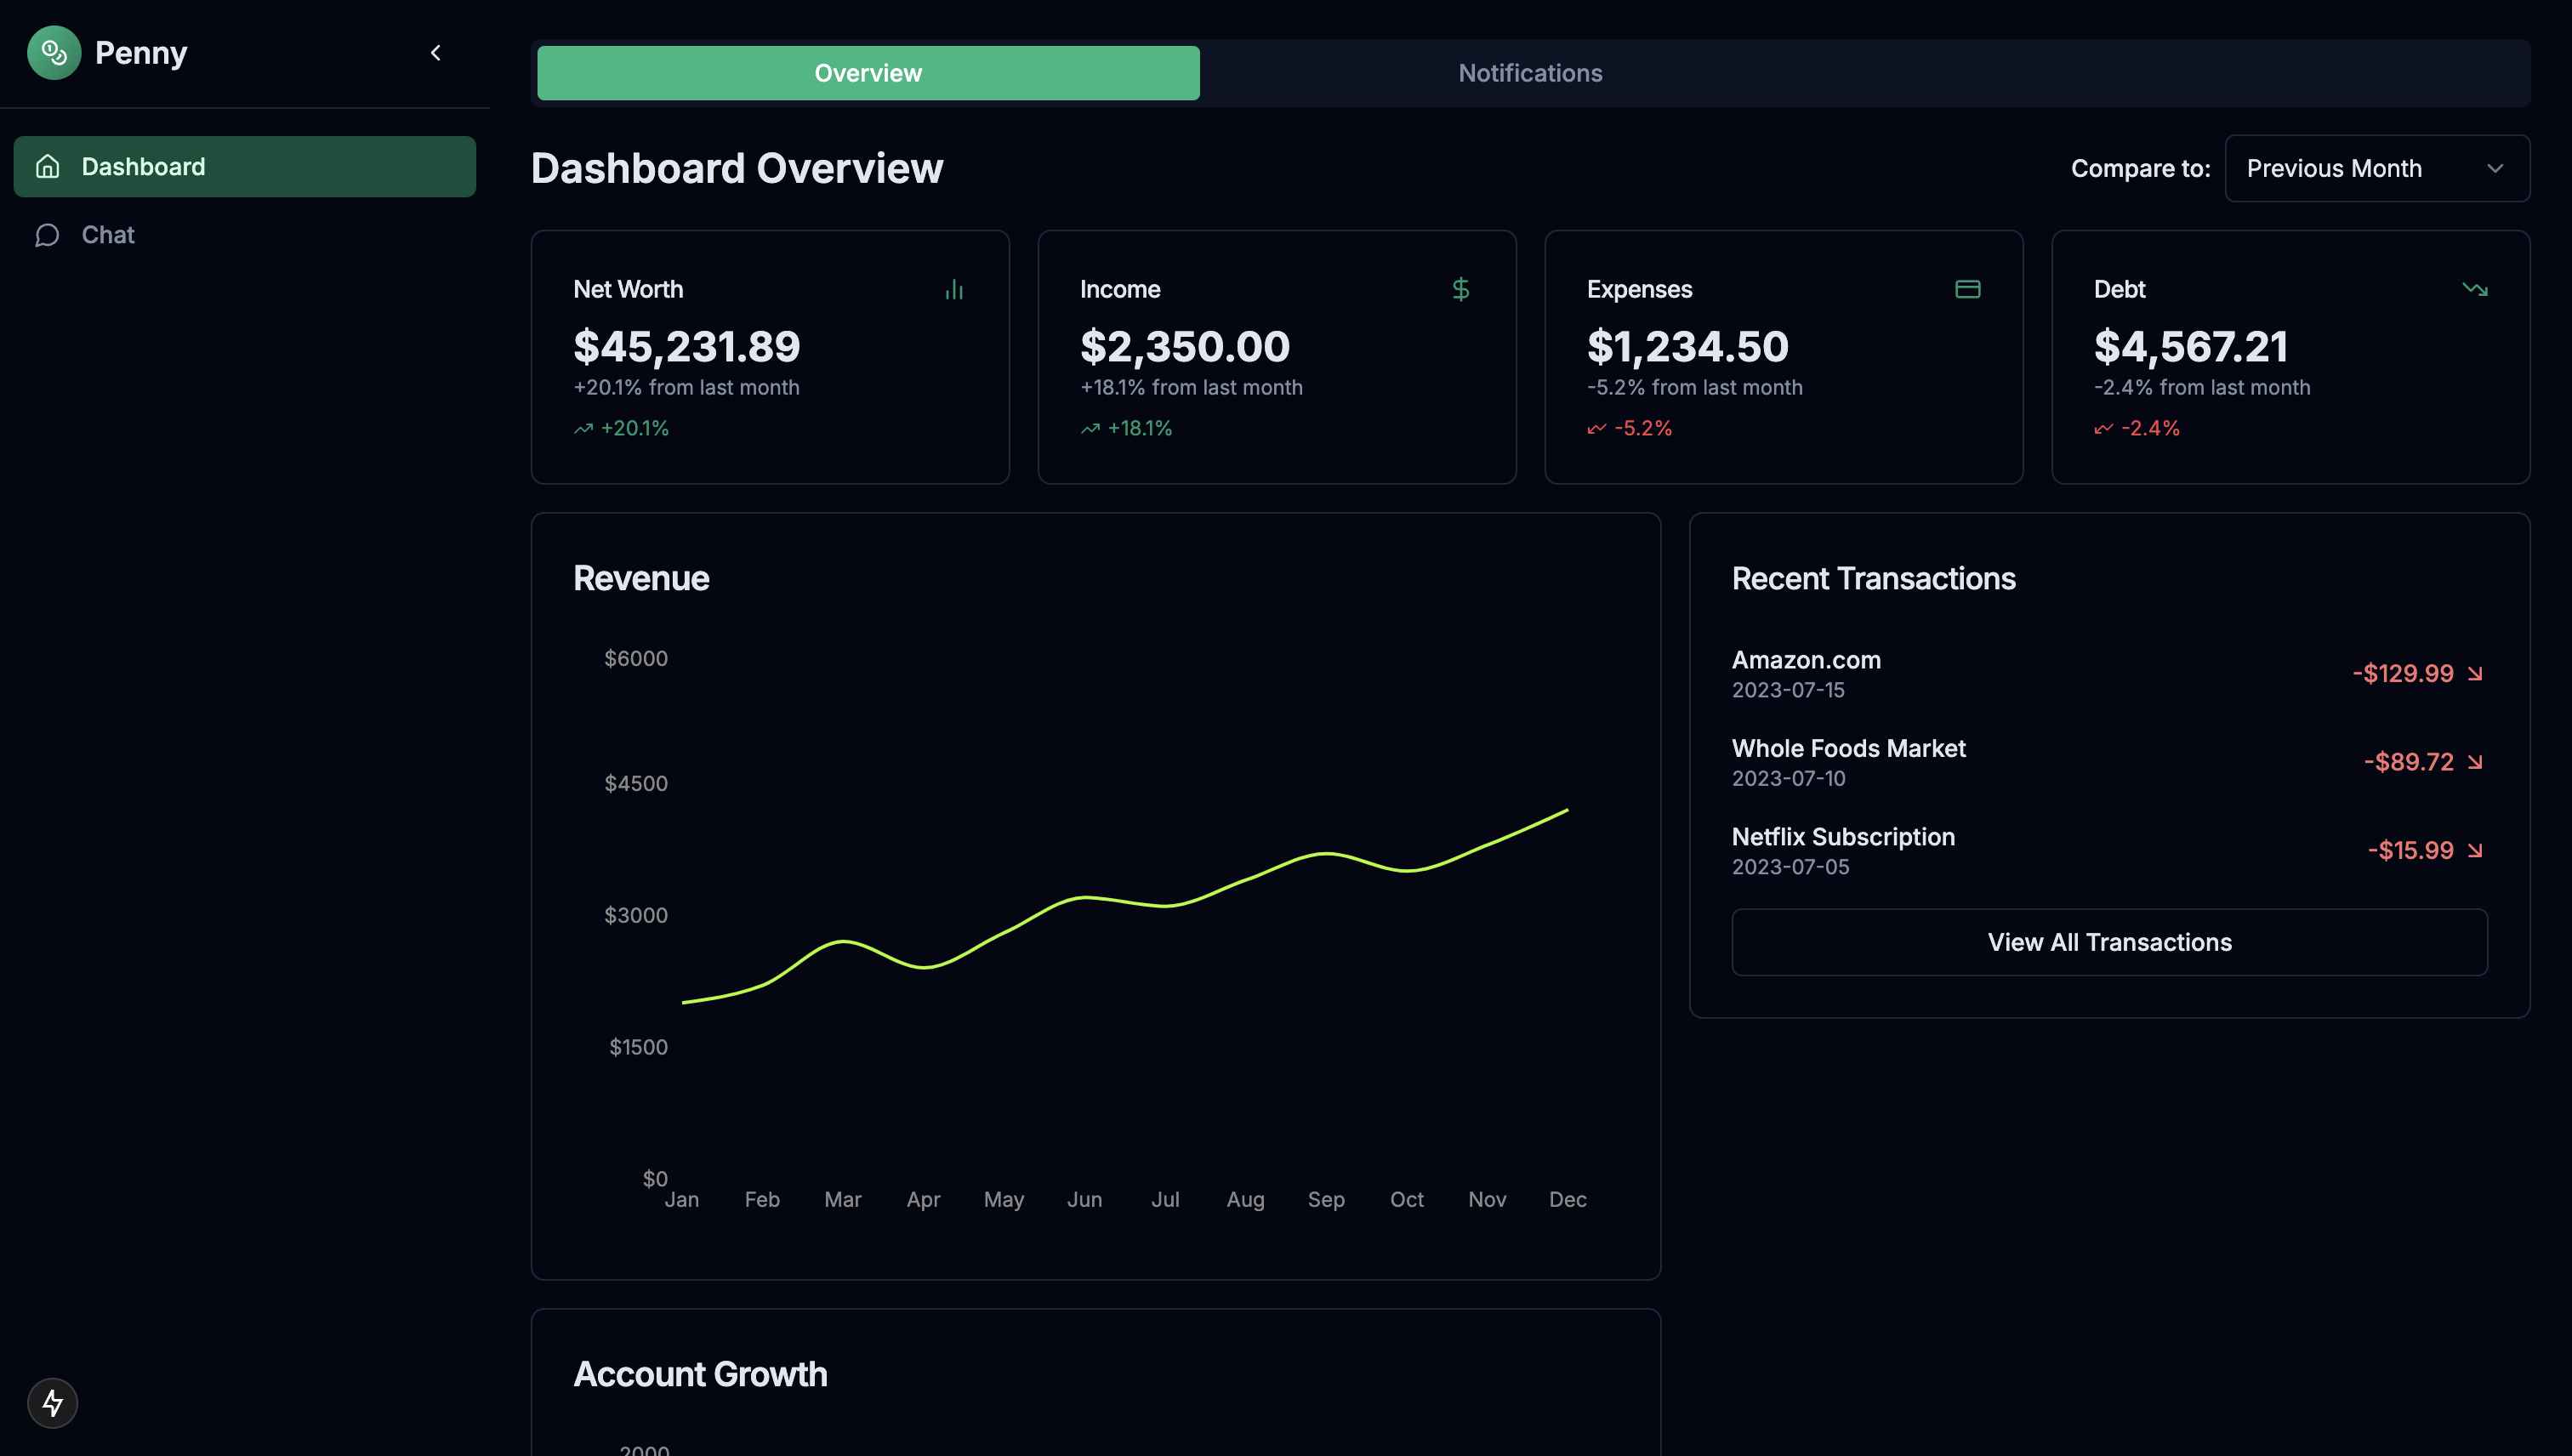 Penny
Dashboard
Chat
Overview
Notifications
Dashboard Overview
Compare to:
Previous Month
Net Worth
$45,231.89
+20.1% from last month
+20.1%
Income
$2,350.00
+18.1% from last month
+18.1%
Expenses
$1,234.50
-5.2% from last month
-5.2%
Debt
$4,567.21
-2.4% from last month
-2.4%
Revenue
$6000
$4500
$3000
$1500
$0
Jan Feb Mar Apr May Jun Jul Aug Sep Oct Nov Dec
Recent Transactions
Amazon.com
2023-07-15
-$129.99
Whole Foods Market
2023-07-10
-$89.72
Netflix Subscription
2023-07-05
-$15.99
View All Transactions
Account Growth
2000